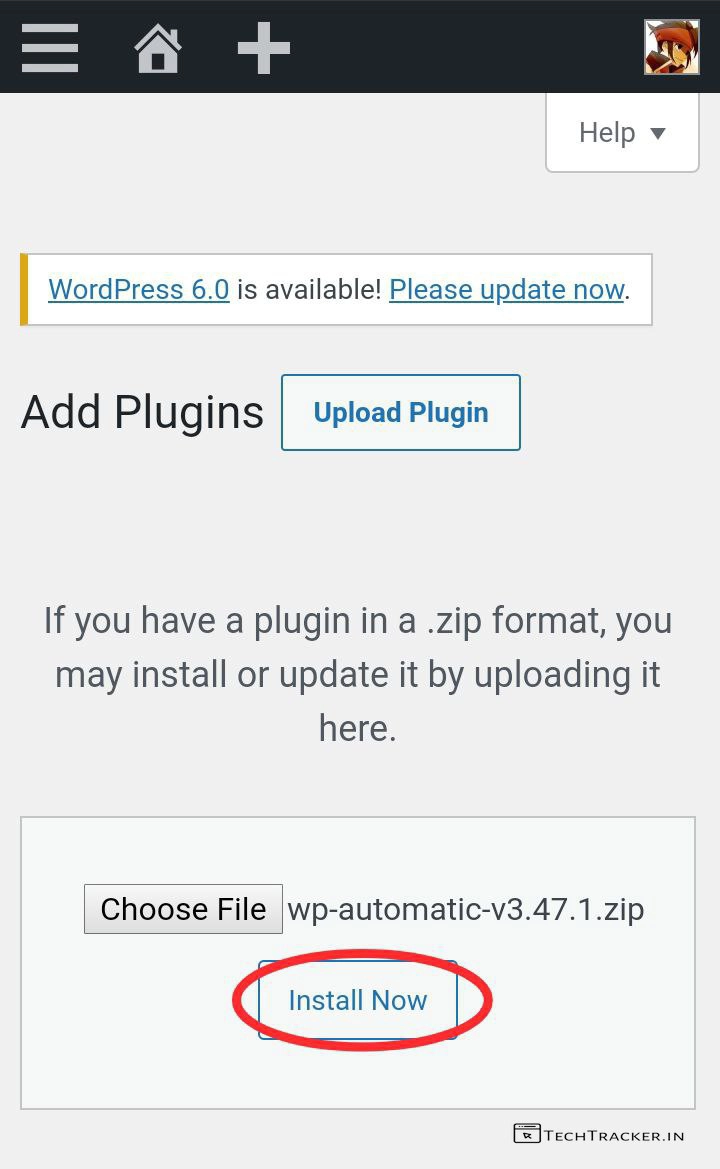 Help ▼
WordPress 6.0 is available! Please update now.
Add Plugins
Upload Plugin
If you have a plugin in a .zip format, you
may install or update it by uploading it
here.
Choose File wp-automatic-v3.47.1.zip
Install Now
TECHTRACKER.IN